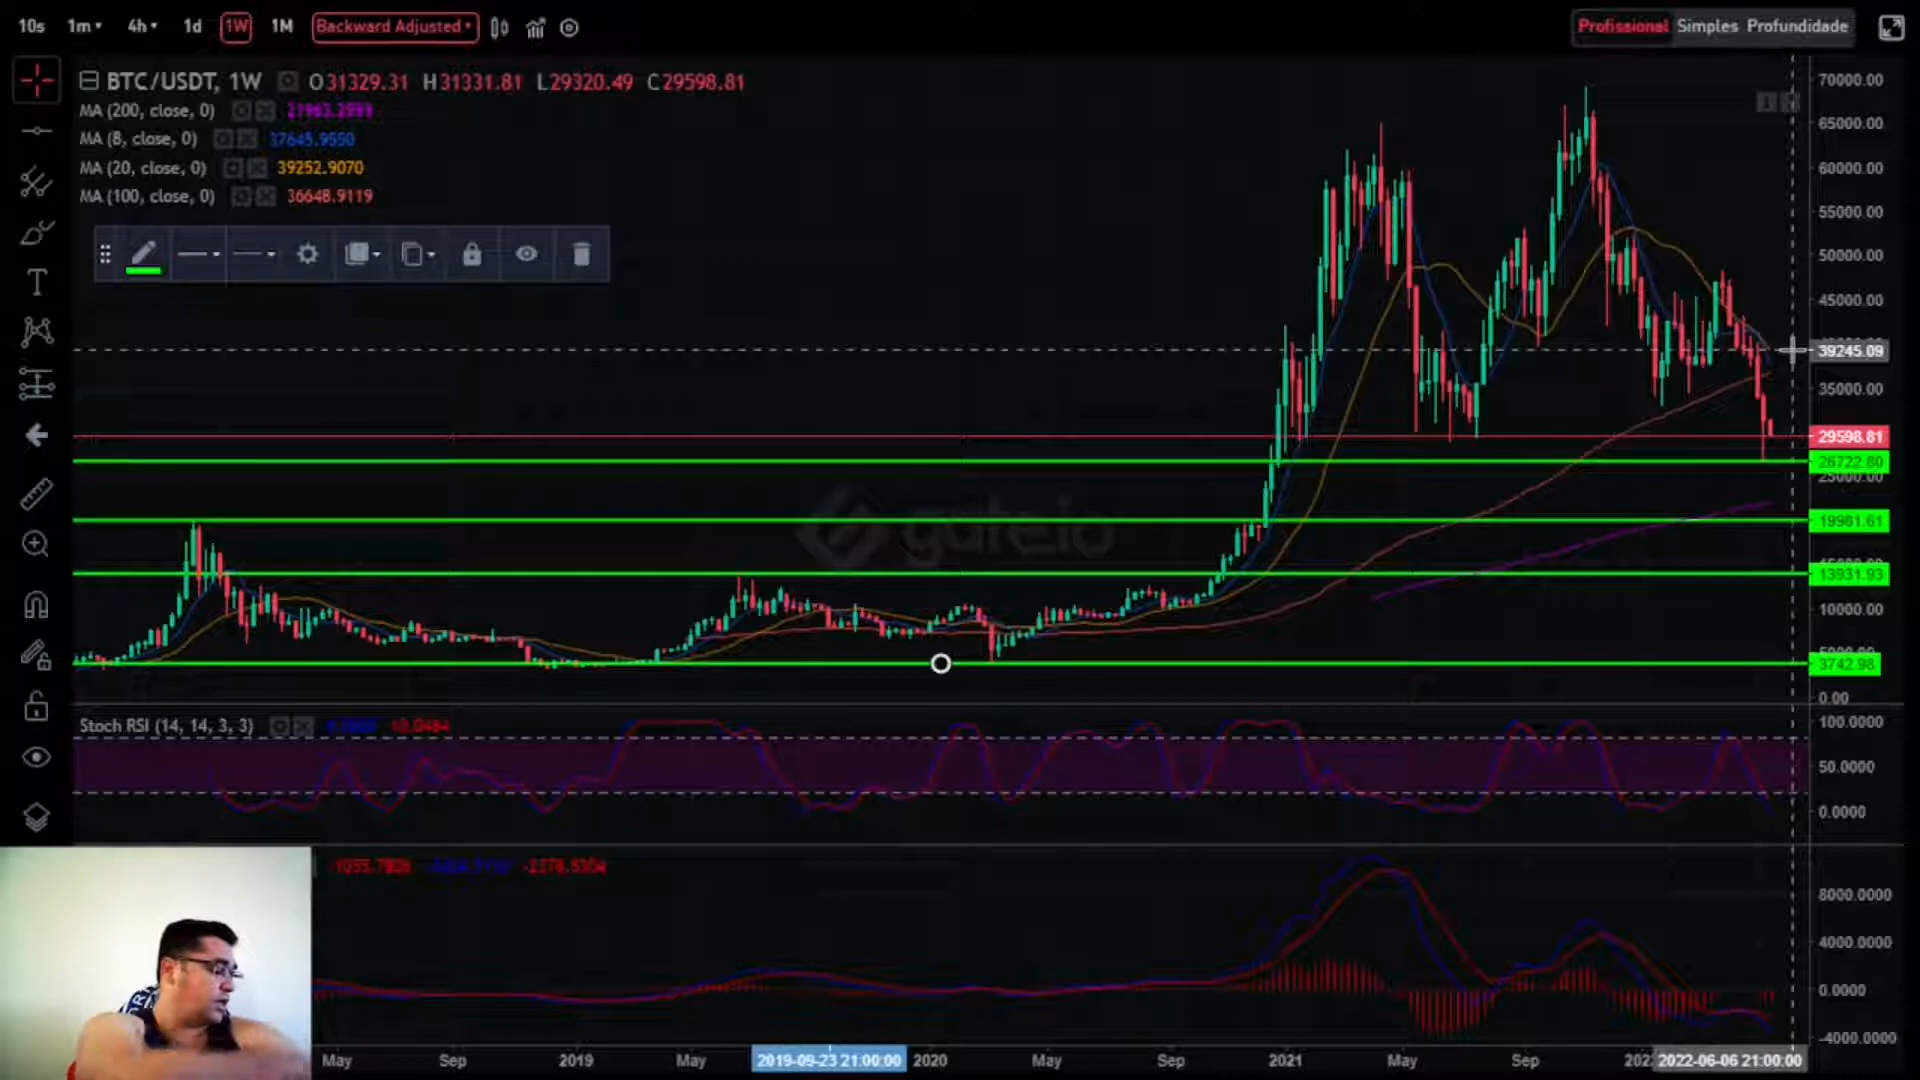 10s 1m 4h 1d 1W 1M Backward Adjusted Profissional Simples Profundidade
BTC/USDT, 1W O31329.31 H31331.81 L29320.49 C29598.81
MA (200, close, 0)
MA (8, close, 0) 37645.9550
MA (20, close, 0) 39252.9070
MA (100, close, 0) 36648.9119
70000.00
65000.00
60000.00
55000.00
50000.00
45000.00
39245.09
35000.00
29598.81
26722.80
25000.00
19981.61
13931.93
10000.00
3742.98
0.00
gate.io
Stoch RSI (14, 14, 3, 3)
100.0000
50.0000
0.0000
8000.0000
4000.0000
0.0000
-4000.0000
May Sep 2019 May 2019-09-23 21:00:00 2020 May Sep 2021 May Sep 2022-06-06 21:00:00